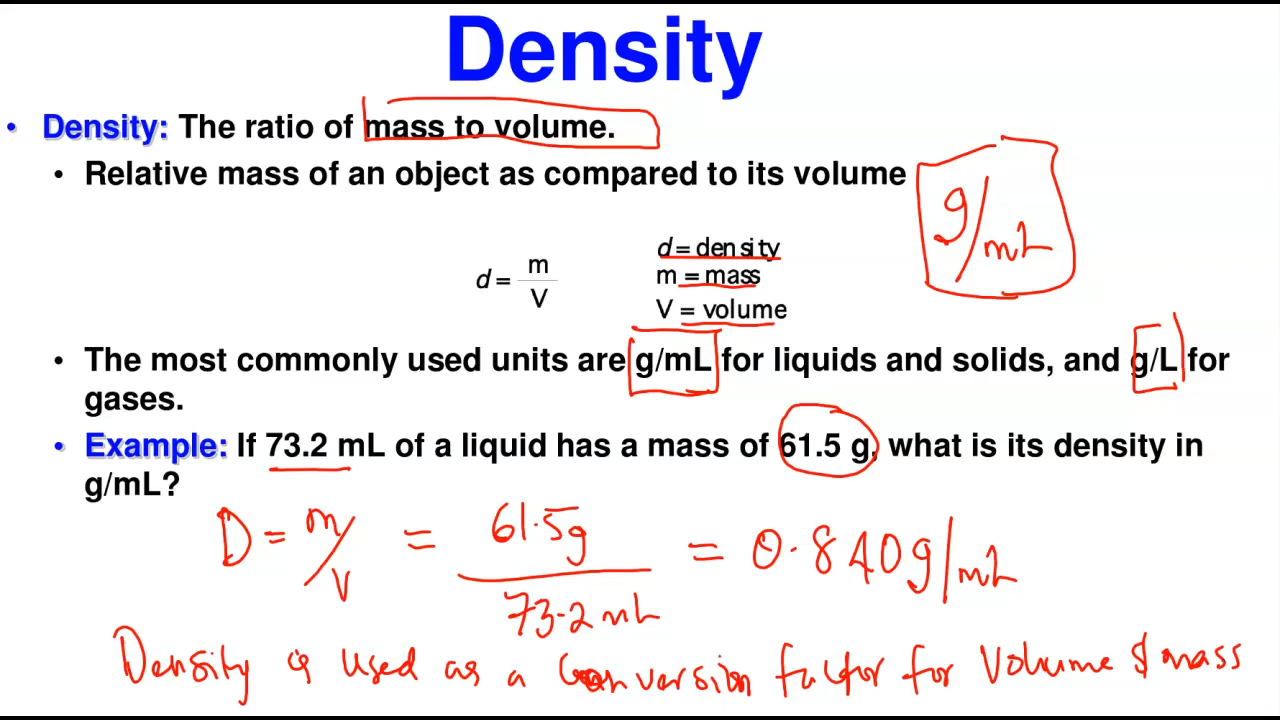 Density
• Density: The ratio of mass to volume.
• Relative mass of an object as compared to its volume
g/mL
d = m/V
d = density
m = mass
V = volume
• The most commonly used units are g/mL for liquids and solids, and g/L for
gases.
• Example: If 73.2 mL of a liquid has a mass of 61.5 g, what is its density in
g/mL?
D = m/V = 61.5g/73.2 mL = 0.840g/mL
Density is used as a Conversion factor for Volume & mass